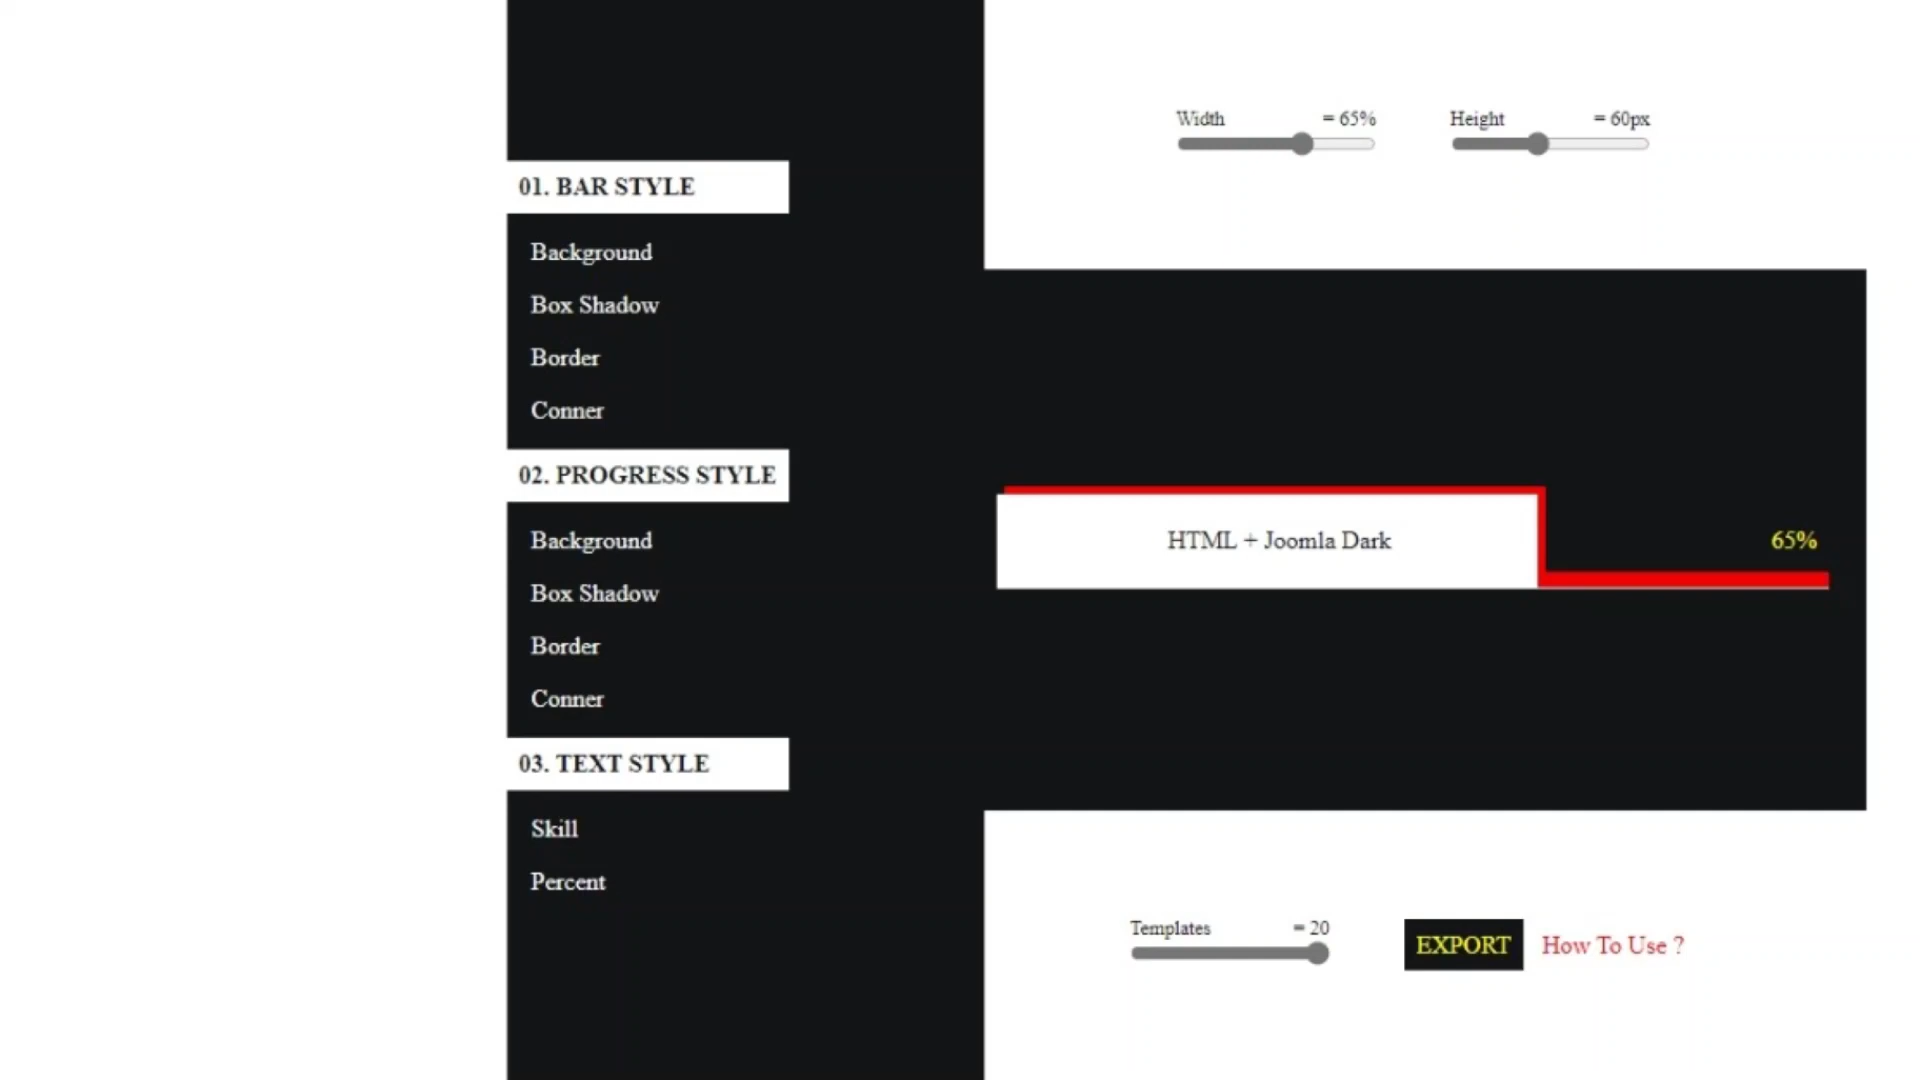 Width = 65% Height = 60px
01. BAR STYLE
Background
Box Shadow
Border
Conner
02. PROGRESS STYLE
Background
Box Shadow
Border
Conner
03. TEXT STYLE
Skill
Percent
HTML + Joomla Dark 65%
Templates = 20
EXPORT How To Use ?